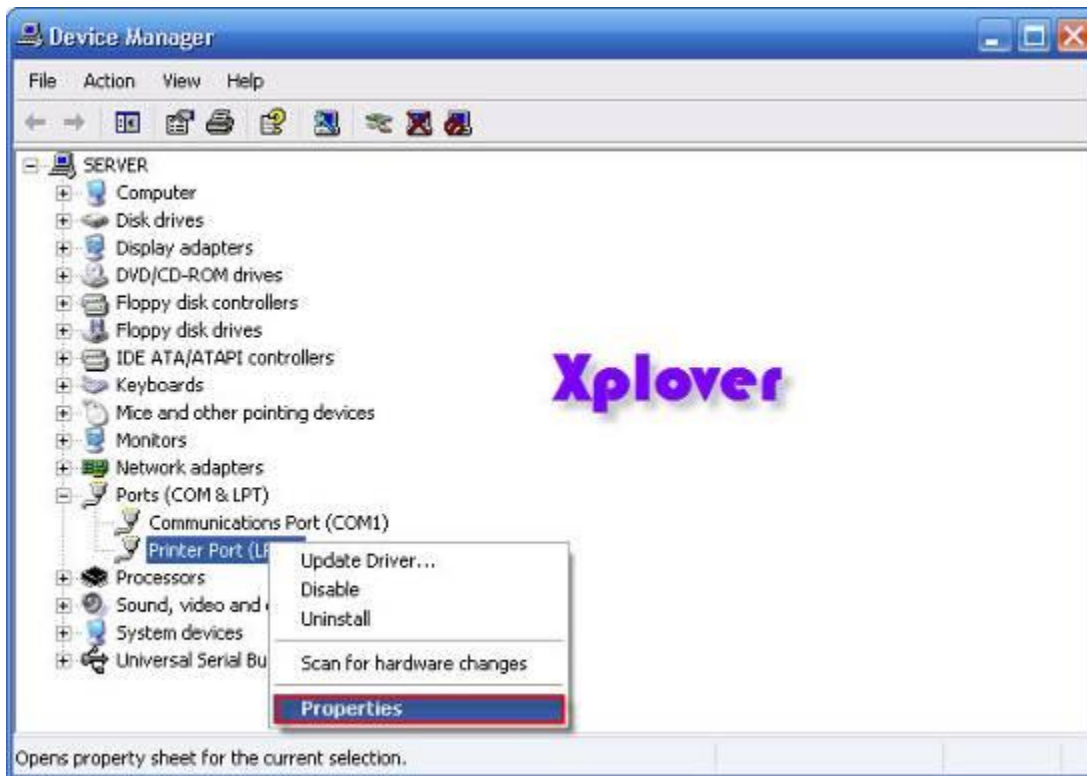 Device Manager
File Action View Help
SERVER
Computer
Disk drives
Display adapters
DVD/CD-ROM drives
Floppy disk controllers
Floppy disk drives
IDE ATA/ATAPI controllers
Xplover
Keyboards
Mice and other pointing devices
Monitors
Network adapters
Ports (COM & LPT)
Communications Port (COM1)
Printer Port
Update Driver...
Disable
Uninstall
Scan for hardware changes
Properties
Processors
Sound, video and
System devices
Universal Serial Bu
Opens property sheet for the current selection.